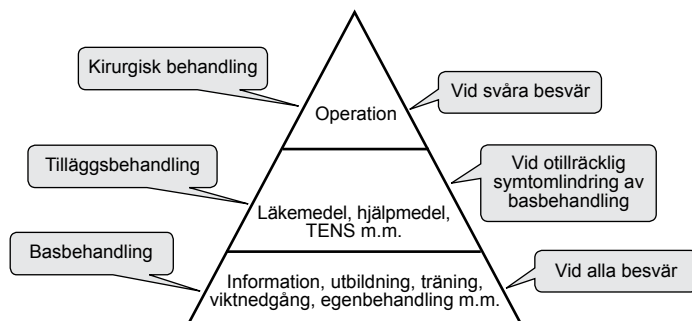 Kirurgisk behandling
Vid svåra besvär
Operation
Tilläggsbehandling
Vid otillräcklig
symtomlindring av
basbehandling
Läkemedel, hjälpmedel,
TENS m.m.
Basbehandling
Vid alla besvär
Information, utbildning, träning,
viktnedgång, egenbehandling m.m.